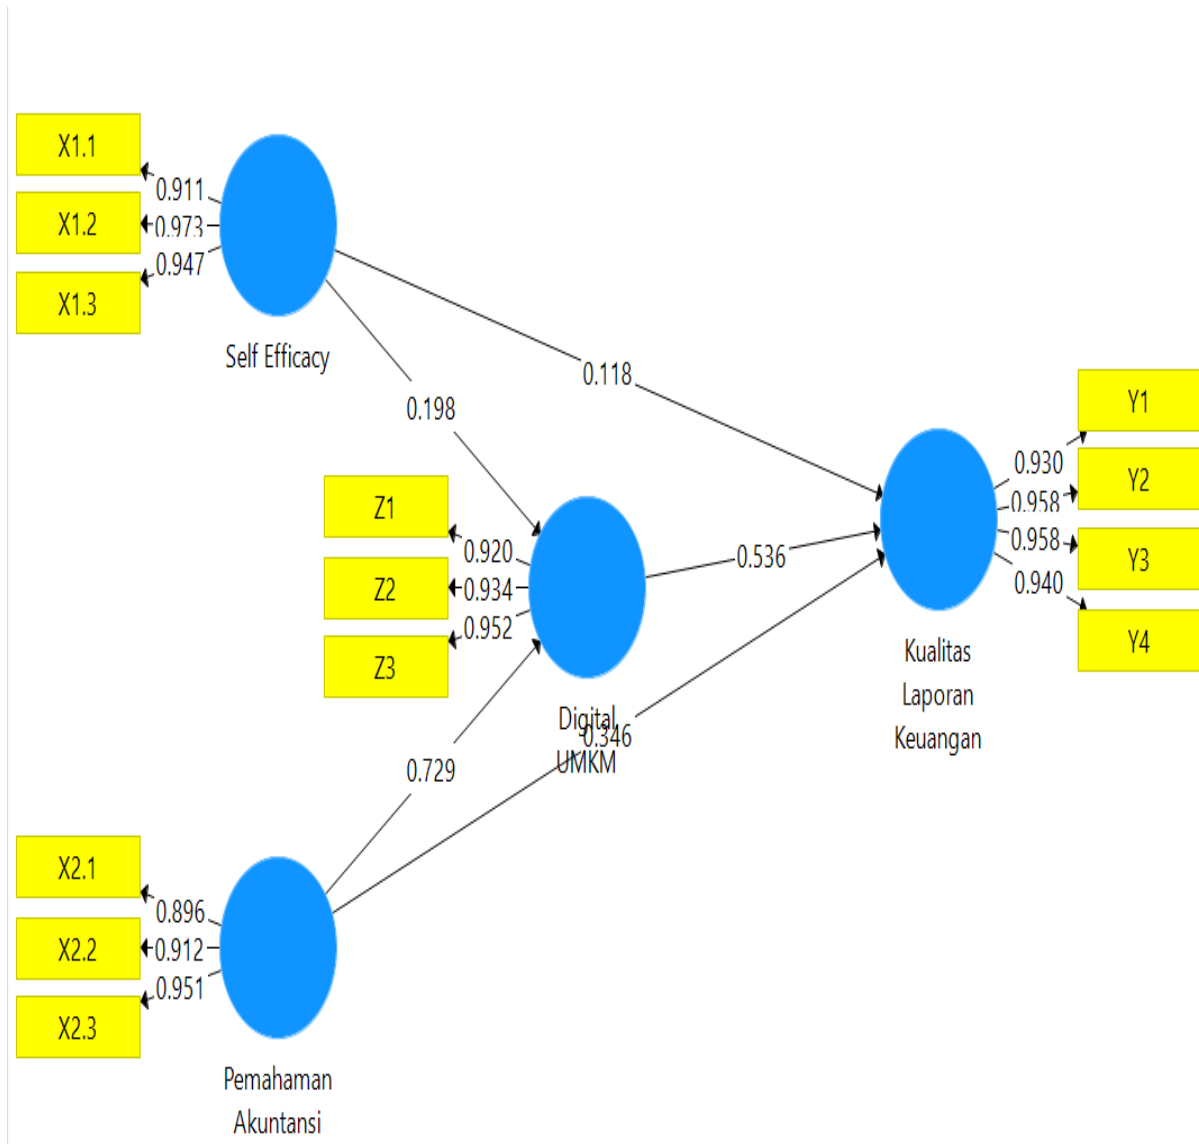 X1.1
0.911
X1.2
0.973
X1.3
0.947
Self Efficacy
0.118
0.198
Z1
0.920
Z2
0.934
Z3
0.952
Digital
UMKM
0.536
0.346
0.729
Y1
0.930
Y2
0.958
Y3
0.958
Y4
0.940
Kualitas
Laporan
Keuangan
X2.1
0.896
X2.2
0.912
X2.3
0.951
Pemahaman
Akuntansi